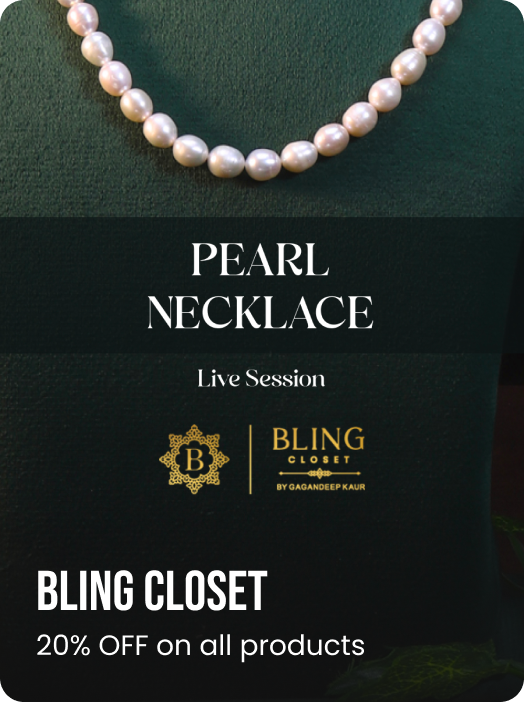 PEARL
NECKLACE
Live Session
B
BLING
CLOSET
BY GAGANDEEP KAUR
BLING CLOSET
20% OFF on all products